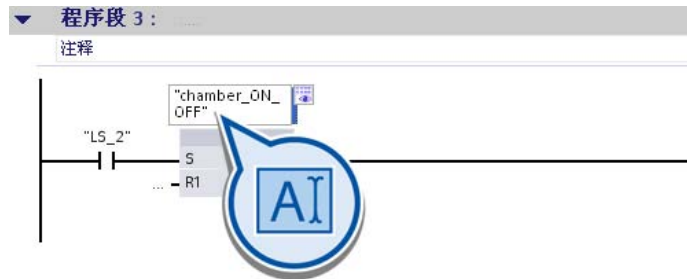 程序段 3：......
注释
"chamber_ON_
OFF"
"LS_2"
S
... R1
A